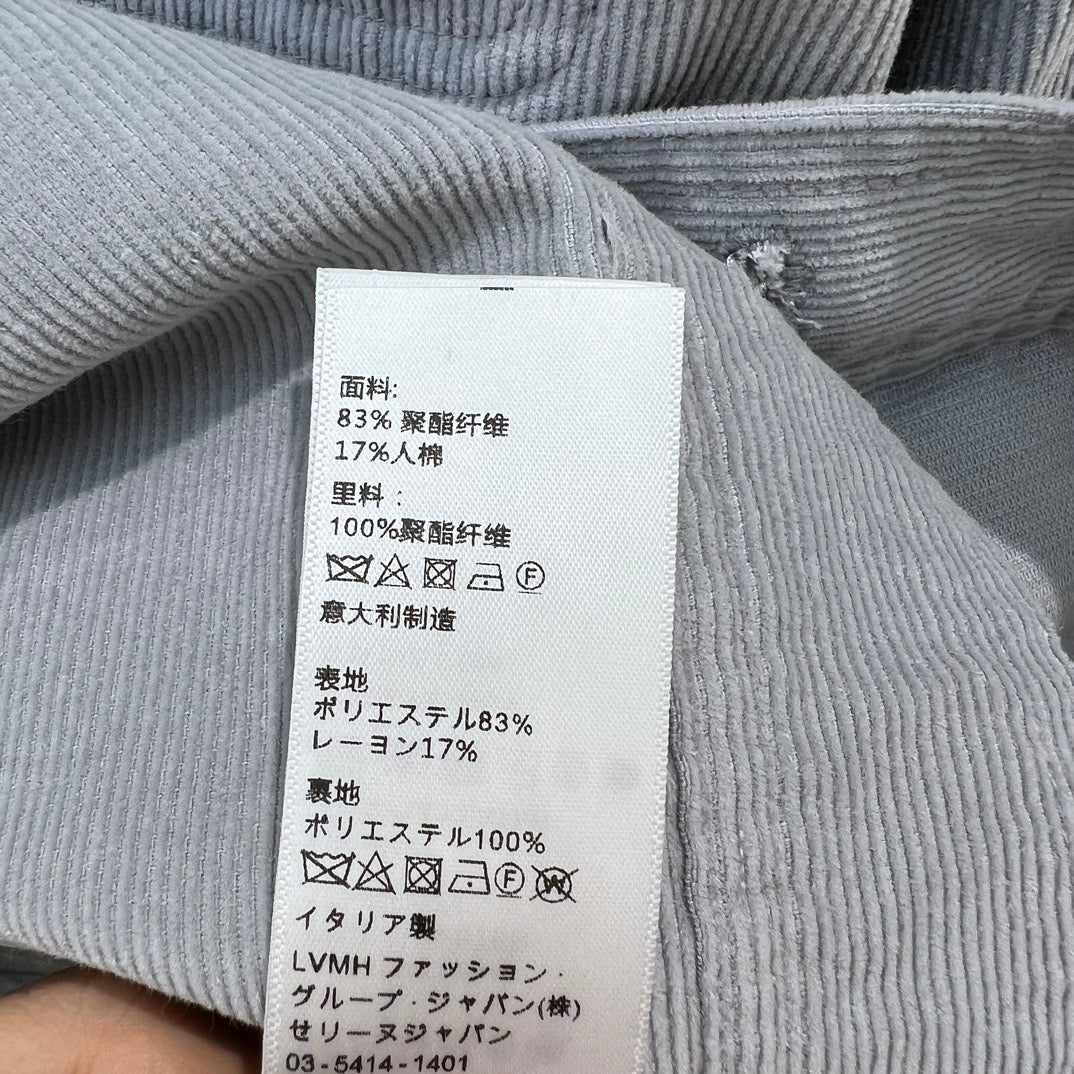 面料:
83% 聚酯纤维
17%人棉
里料：
100%聚酯纤维
F
意大利制造
表地
ポリエステル83%
レーヨン17%
裏地
ポリエステル100%
F W
イタリア製
LVMH ファッション・
グループ・ジャパン(株)
せリーヌジャパン
03-5414-1401